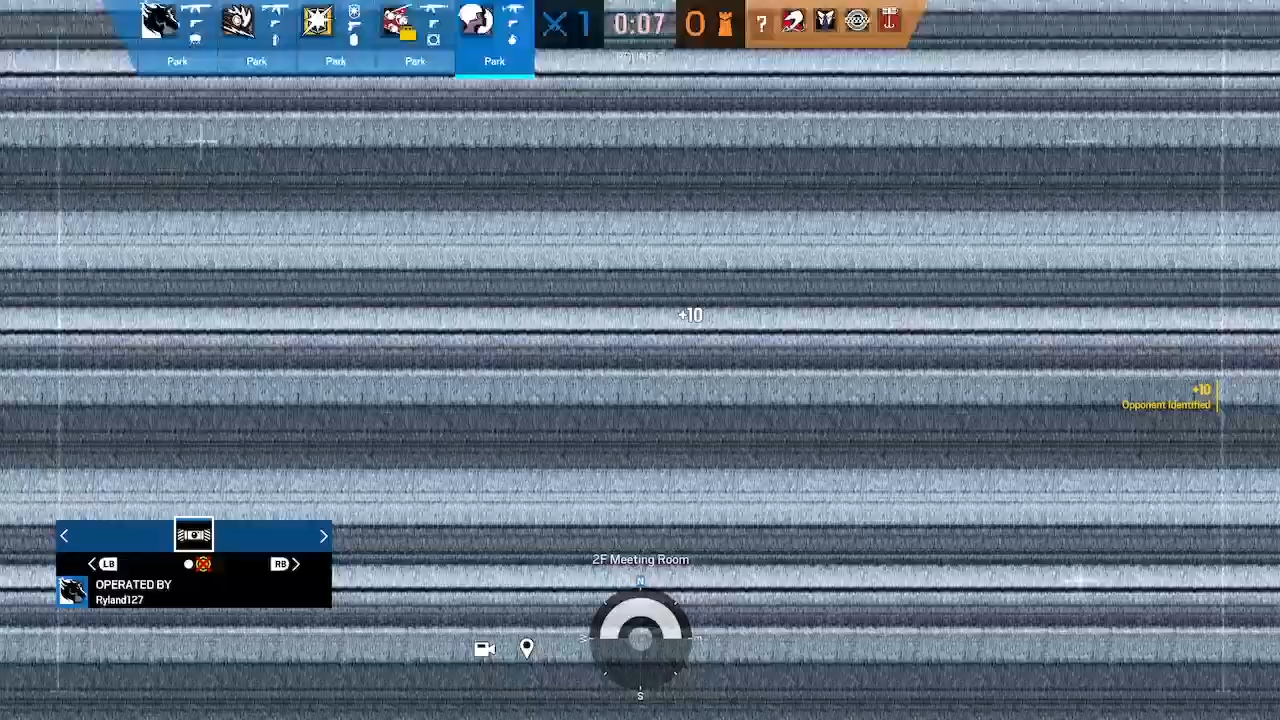 1 0:07 0 ?
Park Park Park Park Park
+10
+10
Opponent Identified
LB RB
OPERATED BY
Ryland127
2F Meeting Room
N
S